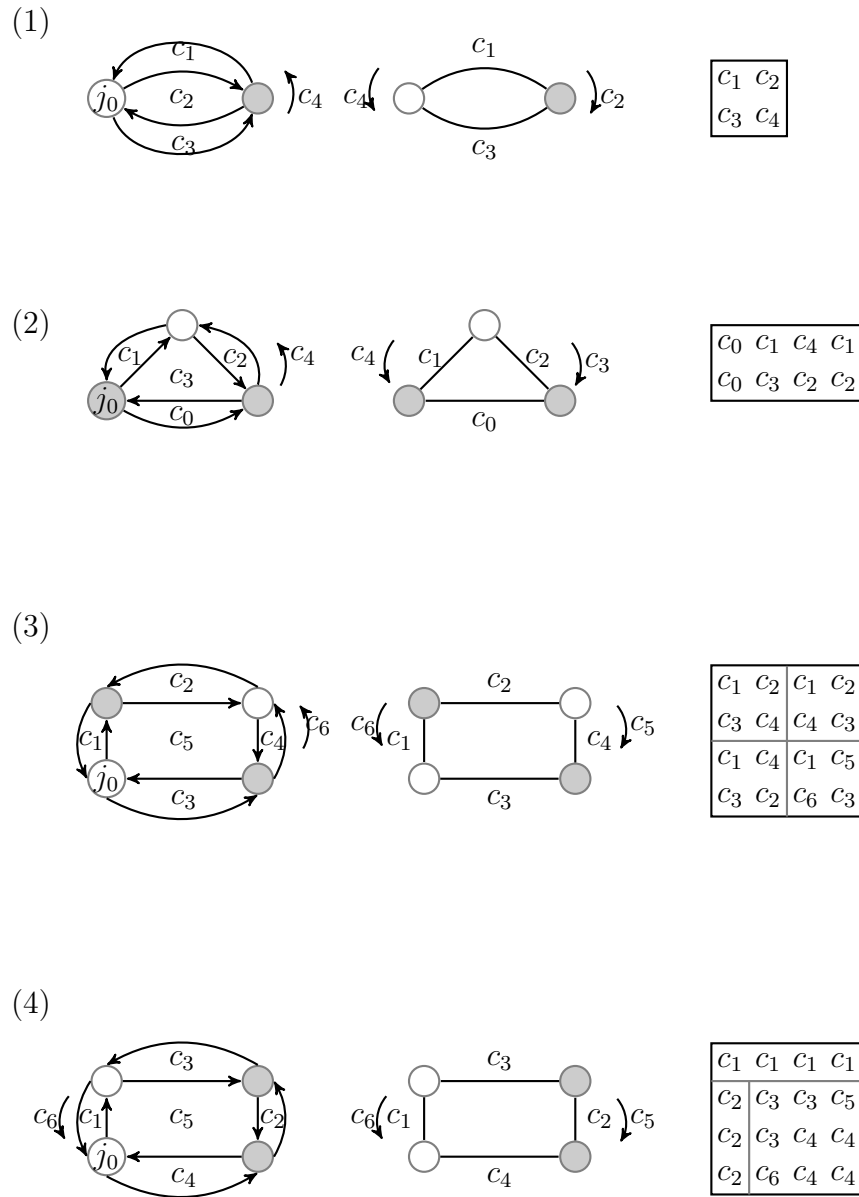 (1)
c₁ c₁ c₁ c₂
j₀ c₂ c₄ c₄ c₂ c₃ c₄
c₃ c₃
(2)
c₀ c₁ c₄ c₁
c₁ c₂ c₄ c₄ c₁ c₂ c₃ c₀ c₃ c₂ c₂
c₃
j₀ c₀ c₀
(3)
c₂ c₂ c₁ c₂ c₁ c₂
c₆ c₆ c₅ c₃ c₄ c₄ c₃
c₁ c₅ c₄ c₁ c₄ c₁ c₄ c₁ c₅
j₀ c₃ c₃ c₃ c₂ c₆ c₃
(4)
c₃ c₃ c₁ c₁ c₁ c₁
c₆ c₁ c₅ c₂ c₆ c₁ c₂ c₅ c₂ c₃ c₃ c₅
c₂ c₃ c₄ c₄
j₀ c₄ c₄ c₂ c₆ c₄ c₄